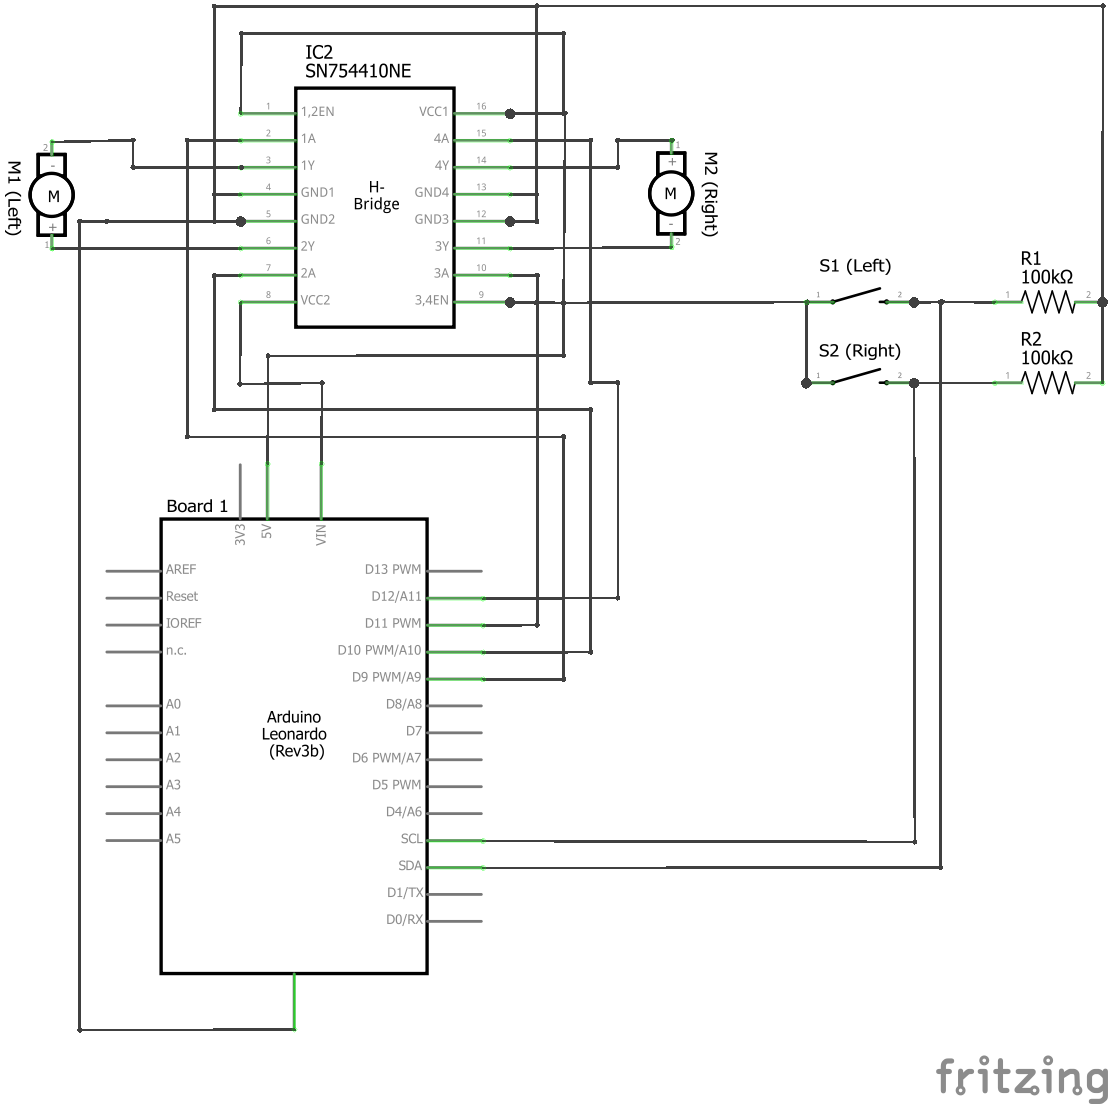 IC2
SN754410NE
1 1,2EN VCC1 16
2 1A 4A 15
3 1Y 4Y 14
4 GND1 GND4 13
H-
Bridge
5 GND2 GND3 12
6 2Y 3Y 11
7 2A 3A 10
8 VCC2 3,4EN 9
M1 (Left)
2
-
M
+
1
M2 (Right)
1
+
M
-
2
S1 (Left)
1 2
S2 (Right)
1 2
R1
100kΩ
1 2
R2
100kΩ
1 2
Board 1
3V3
5V
VIN
AREF D13 PWM
Reset D12/A11
IOREF D11 PWM
n.c. D10 PWM/A10
D9 PWM/A9
A0 D8/A8
Arduino
Leonardo
(Rev3b)
A1 D7
A2 D6 PWM/A7
A3 D5 PWM
A4 D4/A6
A5 SCL
SDA
D1/TX
D0/RX
fritzing